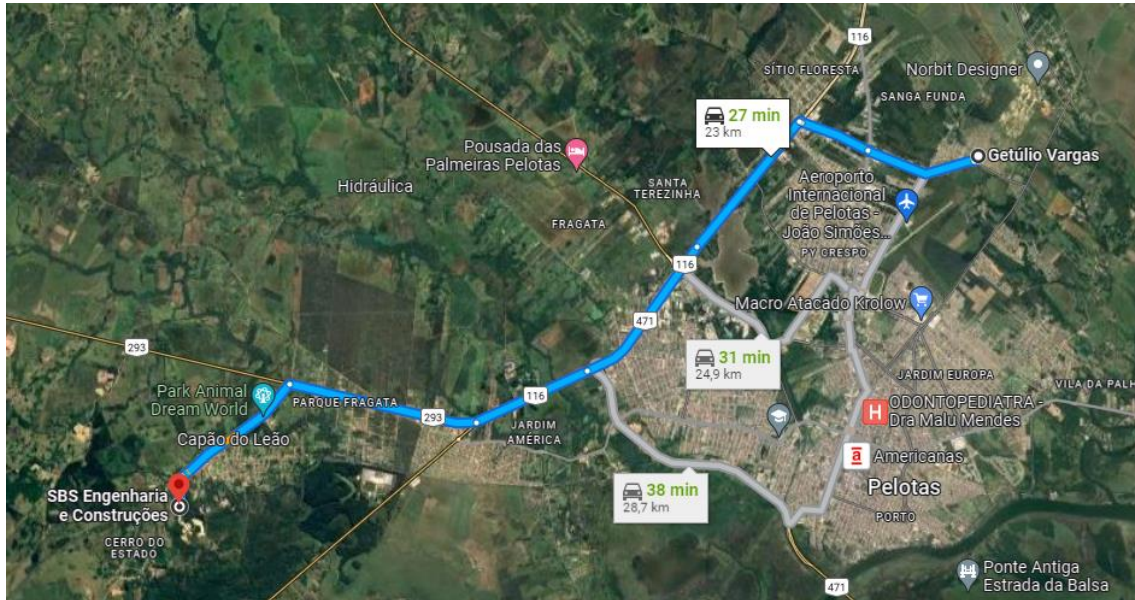 116
SÍTIO FLORESTA
Norbit Designer
SANGA FUNDA
27 min
23 km
Getúlio Vargas
Pousada das
Palmeiras Pelotas
Hidráulica
SANTA
TEREZINHA
Aeroporto
Internacional
de Pelotas -
João Simões...
FRAGATA
PY CRESPO
116
Macro Atacado Krolow
471
293
31 min
24,9 km
Park Animal
Dream World
PARQUE FRAGATA
116
JARDIM EUROPA
VILA DA PALH
293
ODONTOPEDIATRA -
Dra Malu Mendes
H
Capão do Leão
JARDIM
AMÉRICA
a
Americanas
38 min
28,7 km
Pelotas
SBS Engenharia
e Construções
PORTO
CERRO DO
ESTADO
Ponte Antiga
Estrada da Balsa
471